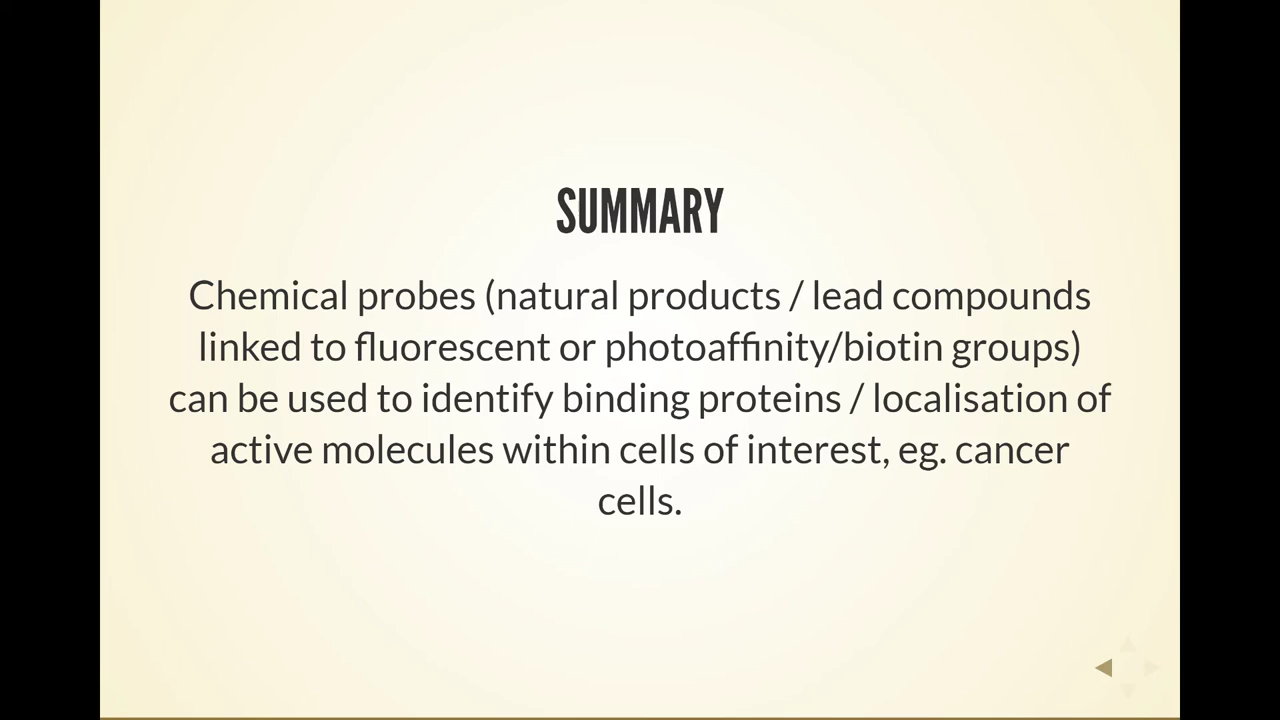 SUMMARY
Chemical probes (natural products / lead compounds
linked to fluorescent or photoaffinity/biotin groups)
can be used to identify binding proteins / localisation of
active molecules within cells of interest, eg. cancer
cells.